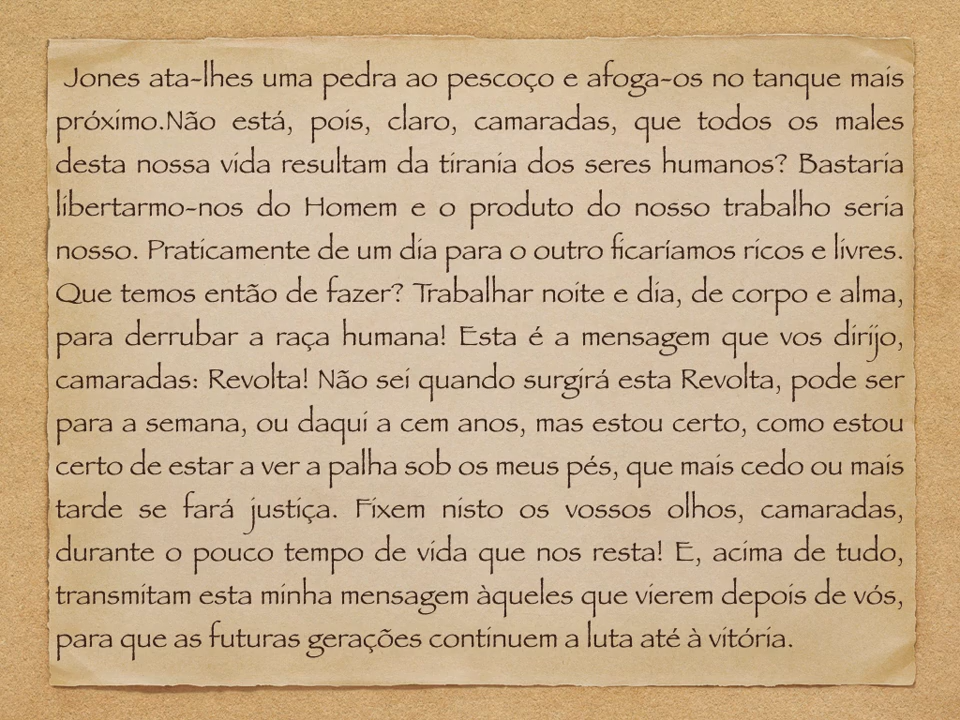 Jones ata-lhes uma pedra ao pescoço e afoga-os no tanque mais
próximo.Não está, pois, claro, camaradas, que todos os males
desta nossa vida resultam da tirania dos seres humanos? Bastaria
libertarmo-nos do Homem e o produto do nosso trabalho seria
nosso. Praticamente de um dia para o outro ficaríamos ricos e livres.
Que temos então de fazer? Trabalhar noite e dia, de corpo e alma,
para derrubar a raça humana! Esta é a mensagem que vos dirijo,
camaradas: Revolta! Não sei quando surgirá esta Revolta, pode ser
para a semana, ou daqui a cem anos, mas estou certo, como estou
certo de estar a ver a palha sob os meus pés, que mais cedo ou mais
tarde se fará justiça. Fixem nisto os vossos olhos, camaradas,
durante o pouco tempo de vida que nos resta! E, acima de tudo,
transmitam esta minha mensagem àqueles que vierem depois de vós,
para que as futuras gerações continuem a luta até à vitória.